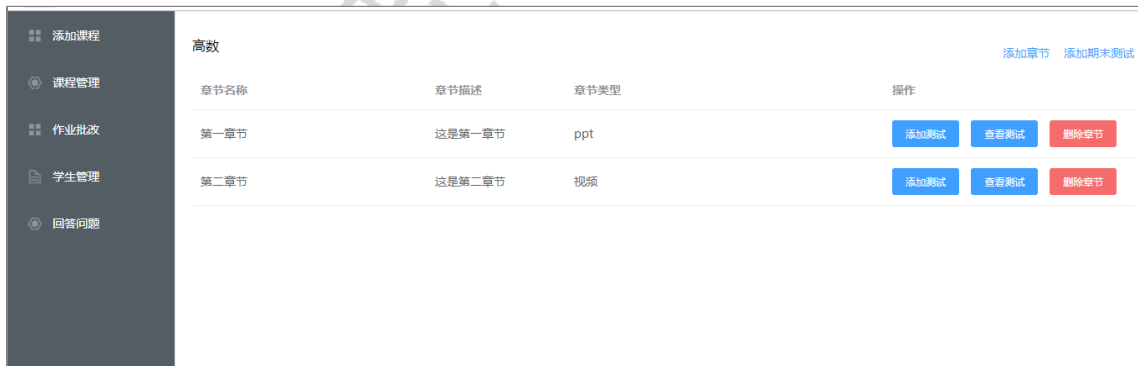 添加课程
课程管理
作业批改
学生管理
回答问题
高数
添加章节 添加期末测试
章节名称 章节描述 章节类型 操作
第一章节 这是第一章节 ppt 添加测试 查看测试 删除章节
第二章节 这是第二章节 视频 添加测试 查看测试 删除章节